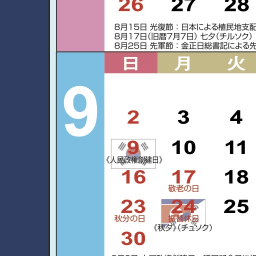 26 27 28
8月15日 光復節：日本による植民地支配
8月17日(旧暦7月7日) 七夕(チルソク)
8月25日 先軍節：金正日総書記による先
9
日 月 火
2 3 4
9 10 11
《人民政権創建日》
16 17 18
敬老の日
23 24 25
秋分の日 振替休日
《秋夕》(チュソク)
30